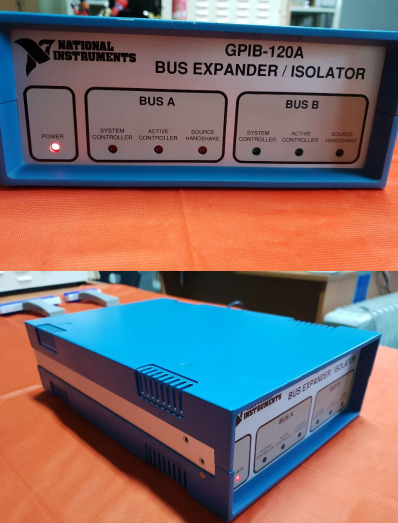 NATIONAL
INSTRUMENTS
GPIB-120A
BUS EXPANDER / ISOLATOR
BUS A
BUS B
POWER
SYSTEM
CONTROLLER
ACTIVE
CONTROLLER
SOURCE
HANDSHAKE
SYSTEM
CONTROLLER
ACTIVE
CONTROLLER
SOURCE
HANDSHAKE
INSTRUMENTS
BUS EXPANDER / ISOLATOR
BUS A